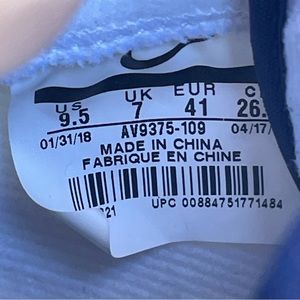 US UK EUR C
9.5 7 41 26.
01/31/18 AV9375-109 04/17/
MADE IN CHINA
FABRIQUE EN CHINE
21 UPC 00884751771484